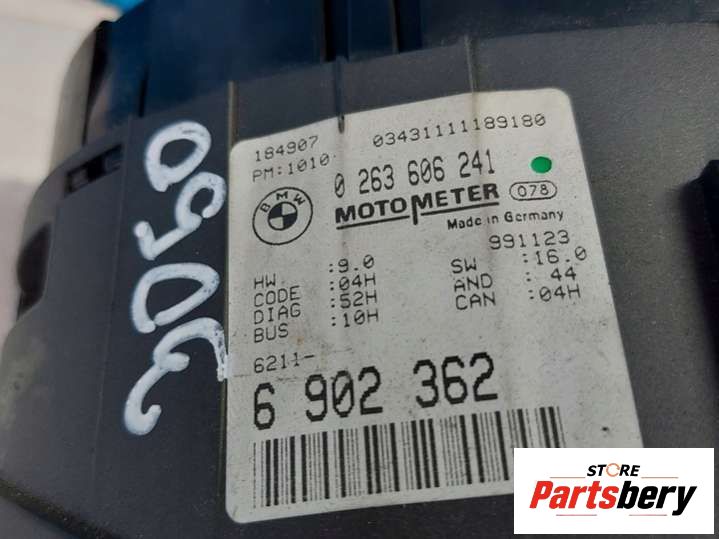 2050
184907 03431111189180
PM:1010 0 263 606 241
BMW MOTOMETER 078
Made in Germany
991123
HW. :9.0 SW :16.0
CODE :04H AND : 44
DIAG :52H CAN :04H
BUS :10H
6211-
6 902 362
STORE
Partsbery